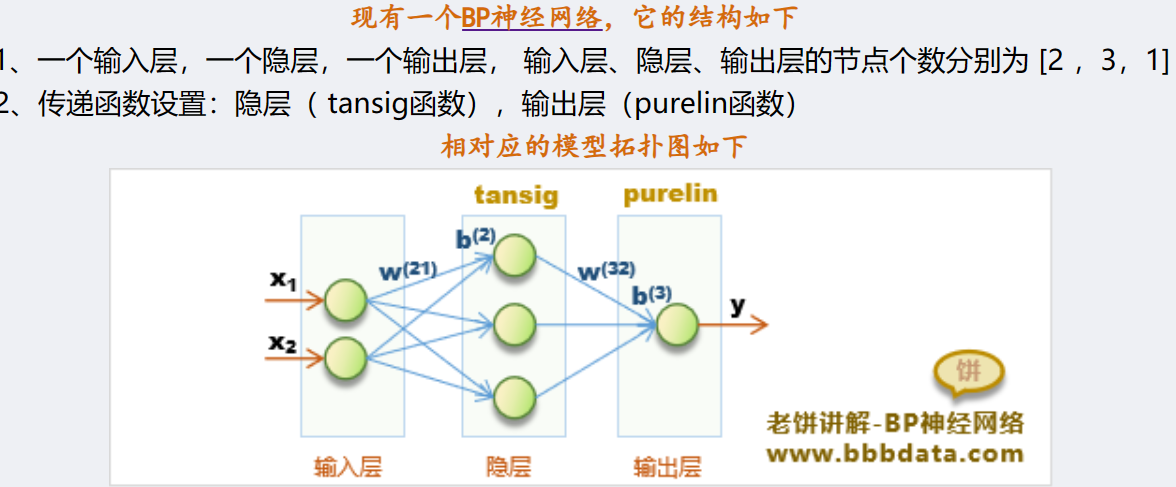 现有一个BP神经网络，它的结构如下
1、一个输入层，一个隐层，一个输出层， 输入层、隐层、输出层的节点个数分别为 [2 ，3，1]
2、传递函数设置：隐层（ tansig函数），输出层（purelin函数）
相对应的模型拓扑图如下
tansig
purelin
b(2)
w(21)
w(32)
x1
b(3)
y
x2
饼
老饼讲解-BP神经网络
www.bbbdata.com
输入层
隐层
输出层